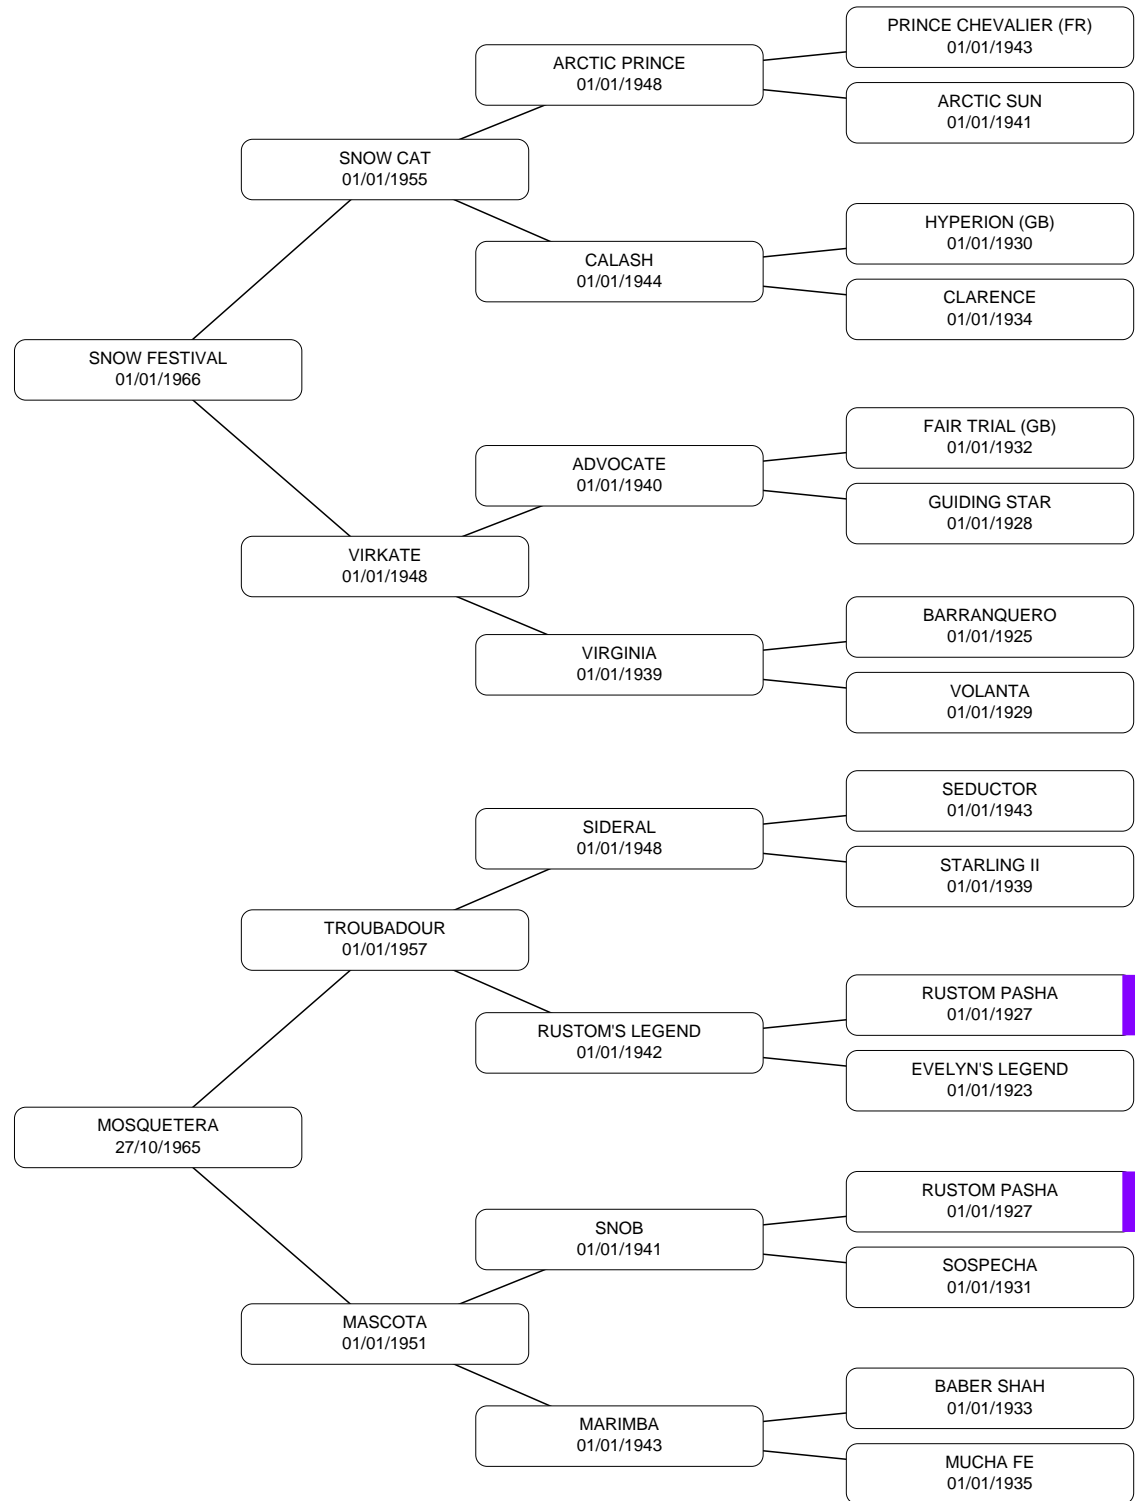 PRINCE CHEVALIER (FR)
01/01/1943
ARCTIC PRINCE
01/01/1948
ARCTIC SUN
01/01/1941
SNOW CAT
01/01/1955
HYPERION (GB)
01/01/1930
CALASH
01/01/1944
CLARENCE
01/01/1934
SNOW FESTIVAL
01/01/1966
FAIR TRIAL (GB)
01/01/1932
ADVOCATE
01/01/1940
GUIDING STAR
01/01/1928
VIRKATE
01/01/1948
BARRANQUERO
01/01/1925
VIRGINIA
01/01/1939
VOLANTA
01/01/1929
SEDUCTOR
01/01/1943
SIDERAL
01/01/1948
STARLING II
01/01/1939
TROUBADOUR
01/01/1957
RUSTOM PASHA
01/01/1927
RUSTOM'S LEGEND
01/01/1942
EVELYN'S LEGEND
01/01/1923
MOSQUETERA
27/10/1965
RUSTOM PASHA
01/01/1927
SNOB
01/01/1941
SOSPECHA
01/01/1931
MASCOTA
01/01/1951
BABER SHAH
01/01/1933
MARIMBA
01/01/1943
MUCHA FE
01/01/1935